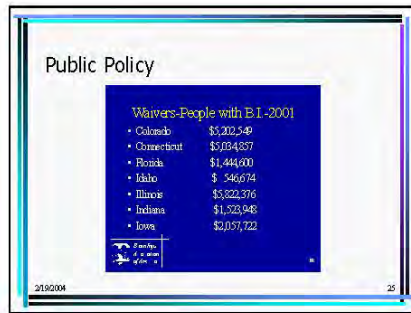 Public Policy
Waivers-People with B.I.-2001
• Colorado $5,202,549
• Connecticut $5,034,857
• Florida $1,444,600
• Idaho $ 546,674
• Illinois $5,822,376
• Indiana $1,523,948
• Iowa $2,057,722
2/19/2004 25